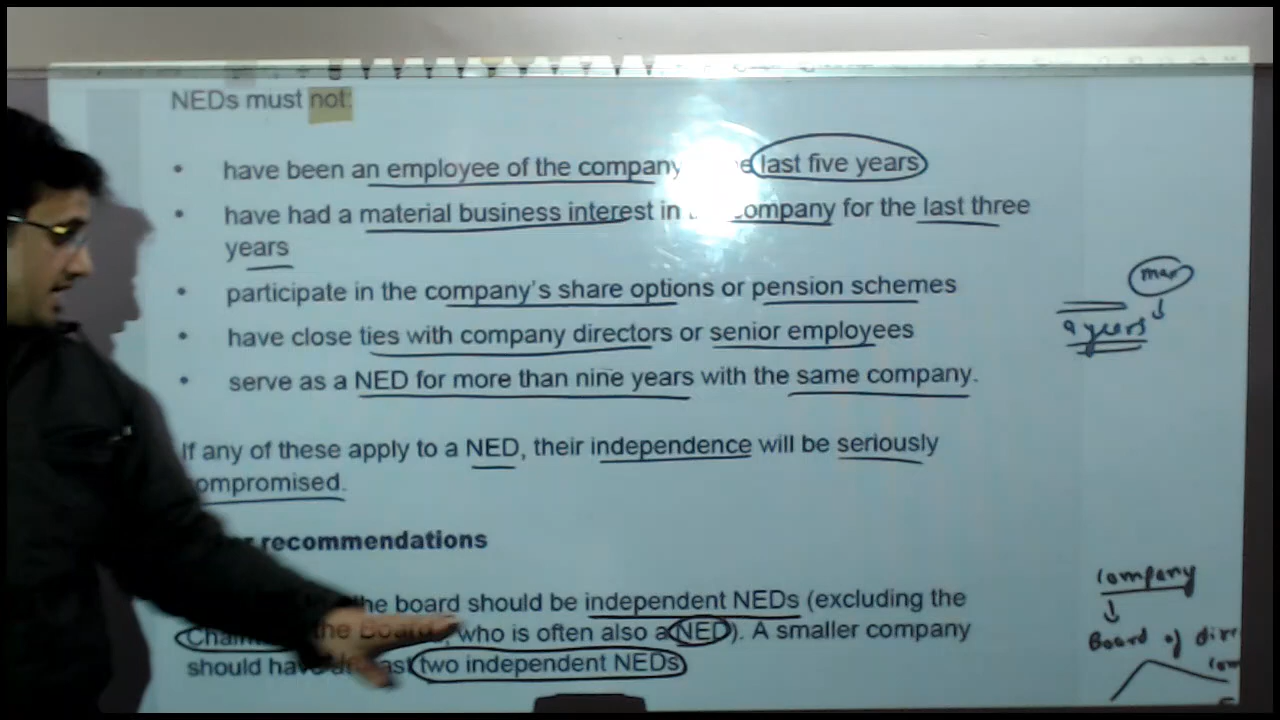 NEDs must not:
• have been an employee of the company last five years
• have had a material business interest in company for the last three
years
• participate in the company's share options or pension schemes
• have close ties with company directors or senior employees
• serve as a NED for more than nine years with the same company.
max
9 years
If any of these apply to a NED, their independence will be seriously
compromised.
recommendations
the board should be independent NEDs (excluding the
the Board, who is often also a NED). A smaller company
should have at least two independent NEDs
company
Board of